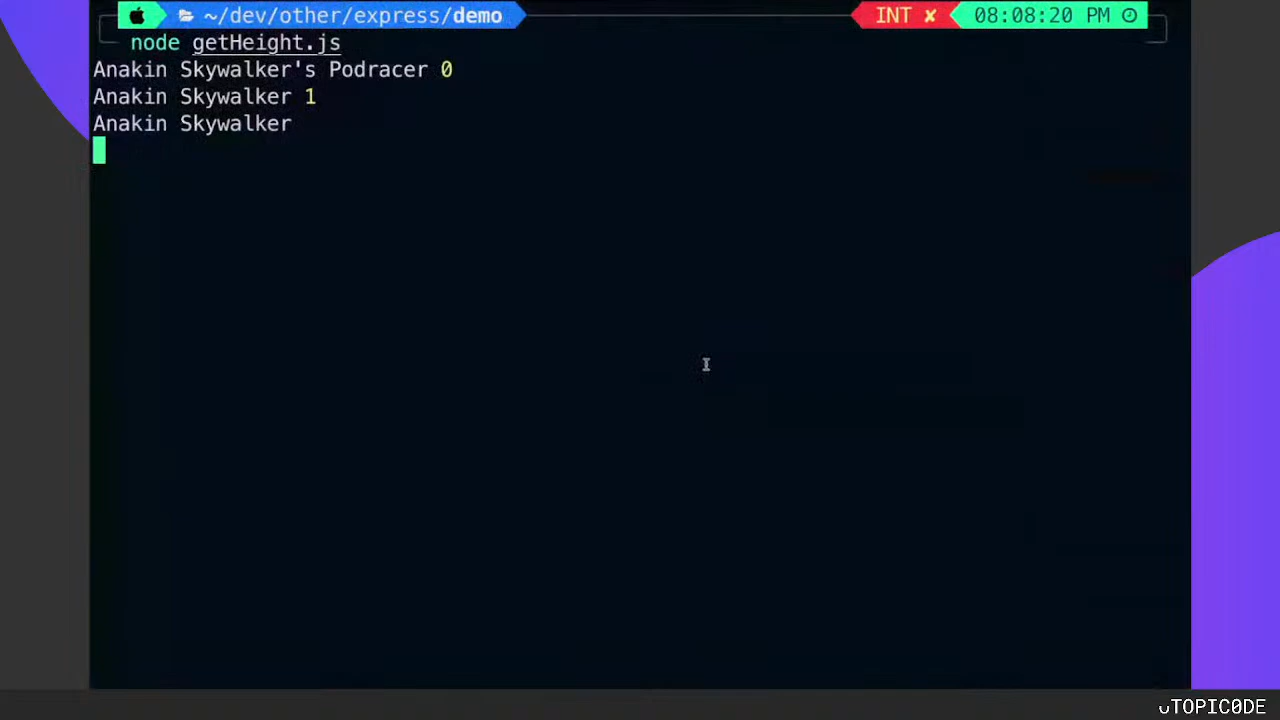 ~/dev/other/express/demo INT ✘ 08:08:20 PM
node getHeight.js
Anakin Skywalker's Podracer 0
Anakin Skywalker 1
Anakin Skywalker
υTOPIC0DE